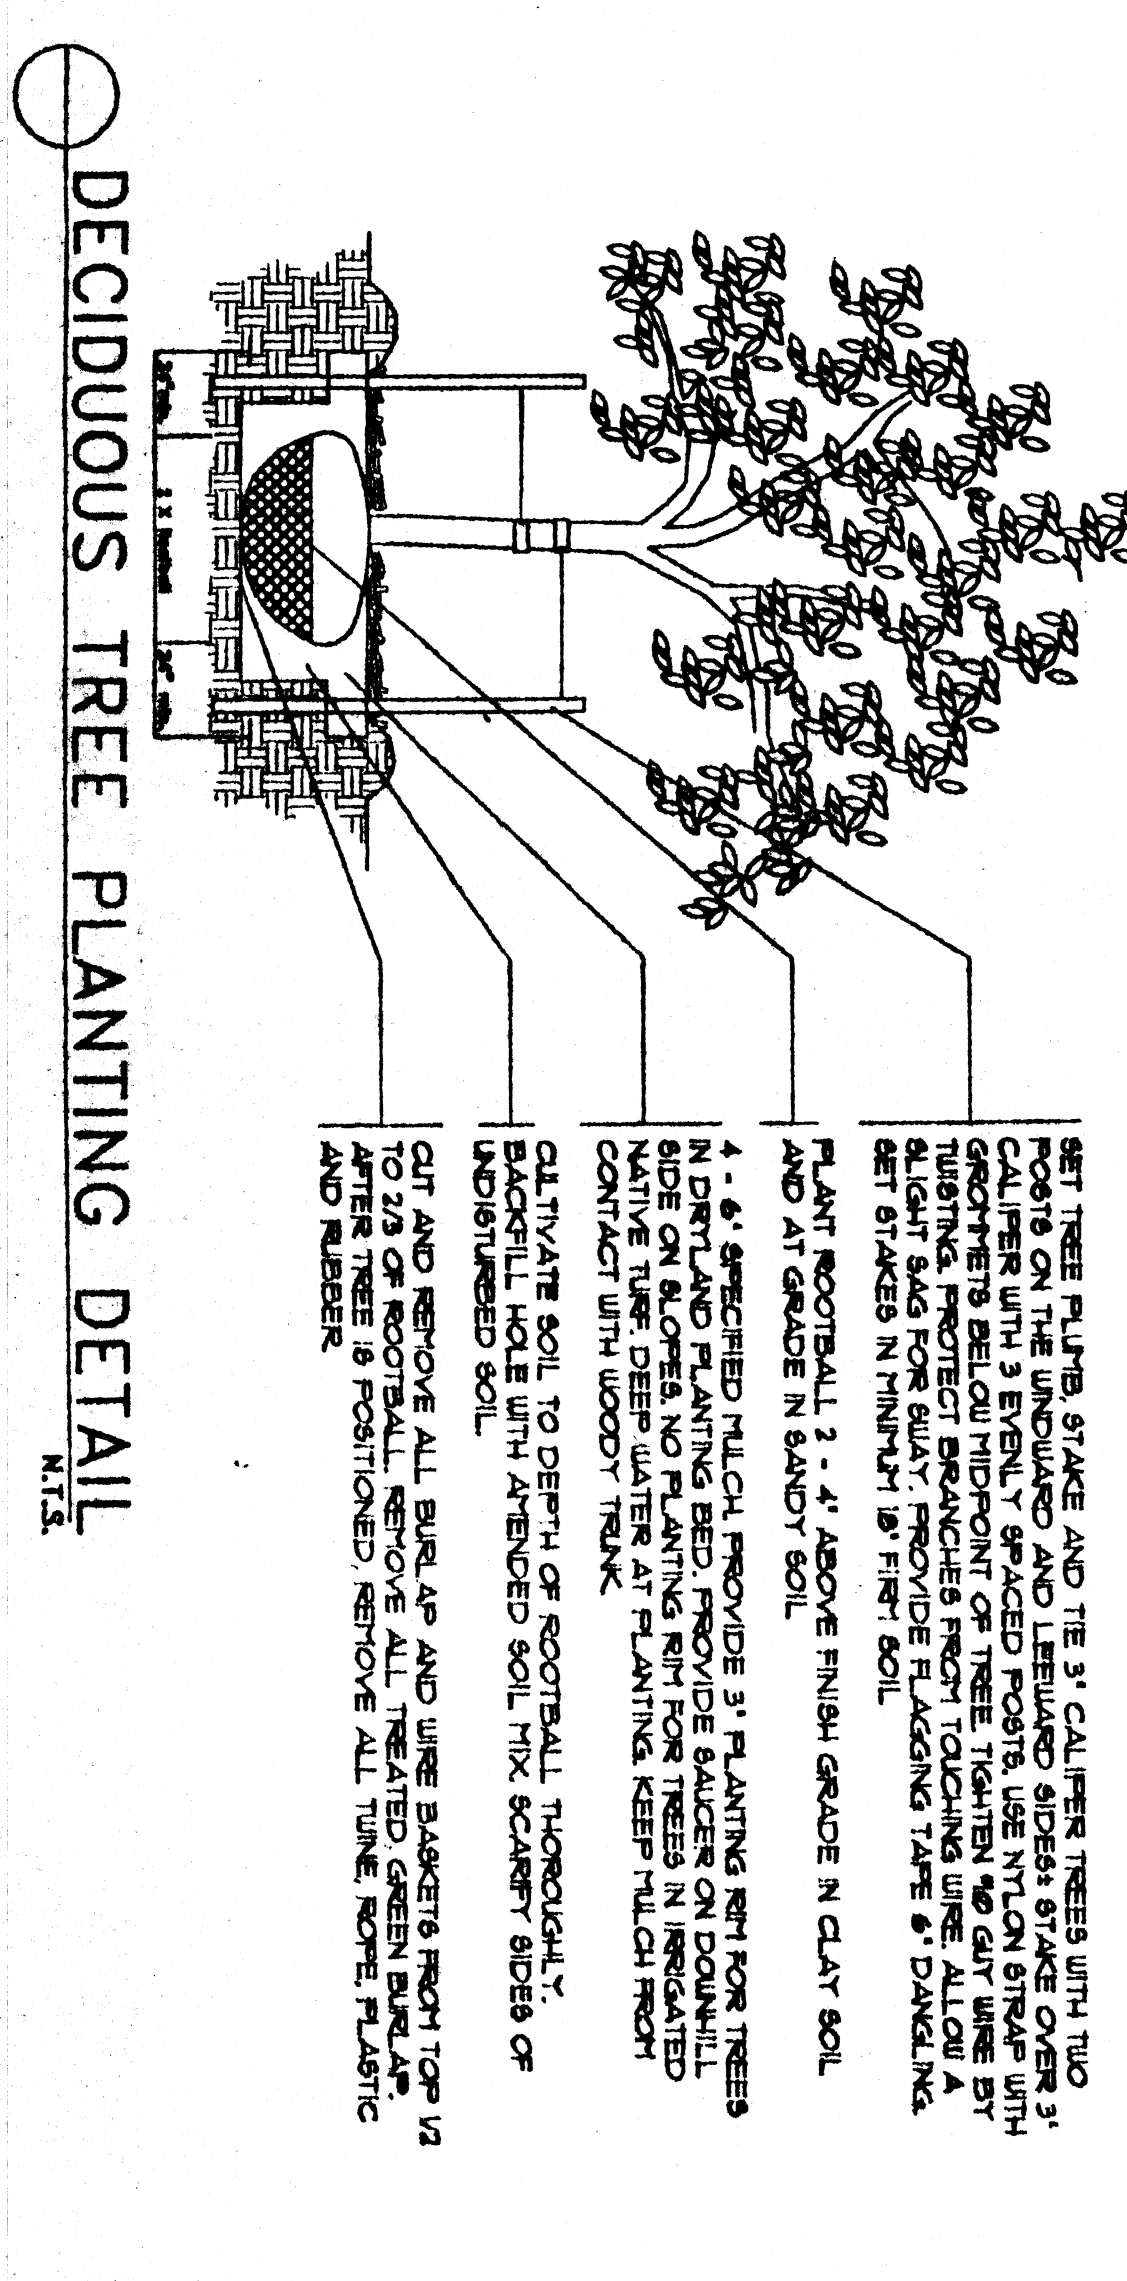 SET TREE PLUMB, STAKE AND TIE 3" CALIPER TREES WITH TWO
POSTS ON THE WINDWARD AND LEEWARD SIDES± STAKE OVER 3"
CALIPER WITH 3 EVENLY SPACED POSTS. USE NYLON STRAP WITH
GROMMETS BELOW MIDPOINT OF TREE. TIGHTEN #10 GUY WIRE BY
TWISTING. PROTECT BRANCHES FROM TOUCHING WIRE. ALLOW A
SLIGHT SAG FOR SWAY. PROVIDE FLAGGING TAPE 6" DANGLING.
SET STAKES IN MINIMUM 18" FIRM SOIL
PLANT ROOTBALL 2 - 4" ABOVE FINISH GRADE IN CLAY SOIL
AND AT GRADE IN SANDY SOIL
4 - 6" SPECIFIED MULCH PROVIDE 3" PLANTING RIM FOR TREES
IN DRYLAND PLANTING BED. PROVIDE SAUCER ON DOWNHILL
SIDE ON SLOPES. NO PLANTING RIM FOR TREES IN IRRIGATED
NATIVE TURF. DEEP WATER AT PLANTING. KEEP MULCH FROM
CONTACT WITH WOODY TRUNK
CULTIVATE SOIL TO DEPTH OF ROOTBALL THOROUGHLY.
BACKFILL HOLE WITH AMENDED SOIL MIX. SCARIFY SIDES OF
UNDISTURBED SOIL.
CUT AND REMOVE ALL BURLAP AND WIRE BASKETS FROM TOP 1/2
TO 2/3 OF ROOTBALL. REMOVE ALL TREATED, GREEN BURLAP.
AFTER TREE IS POSITIONED, REMOVE ALL TWINE, ROPE, PLASTIC
AND RUBBER
24" min. 2 X Rootball 24" min.
DECIDUOUS TREE PLANTING DETAIL
N.T.S.